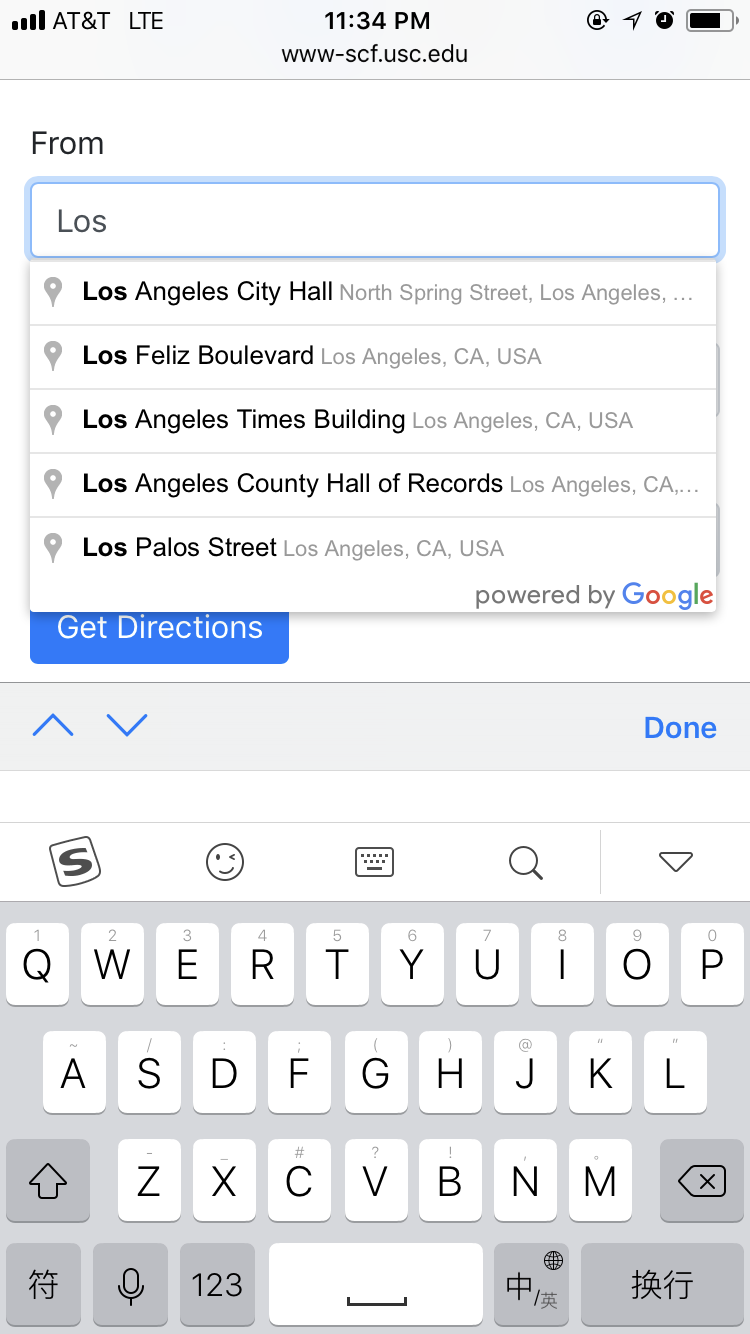 AT&T LTE 11:34 PM
www-scf.usc.edu
From
Los
Los Angeles City Hall North Spring Street, Los Angeles, ...
Los Feliz Boulevard Los Angeles, CA, USA
Los Angeles Times Building Los Angeles, CA, USA
Los Angeles County Hall of Records Los Angeles, CA,...
Los Palos Street Los Angeles, CA, USA
powered by Google
Get Directions
Done
S
1 2 3 4 5 6 7 8 9 0
Q W E R T Y U I O P
~ / : ; ( ) @ “ ”
A S D F G H J K L
- _ # ? ! , 。
Z X C V B N M
符 123 中/英 换行